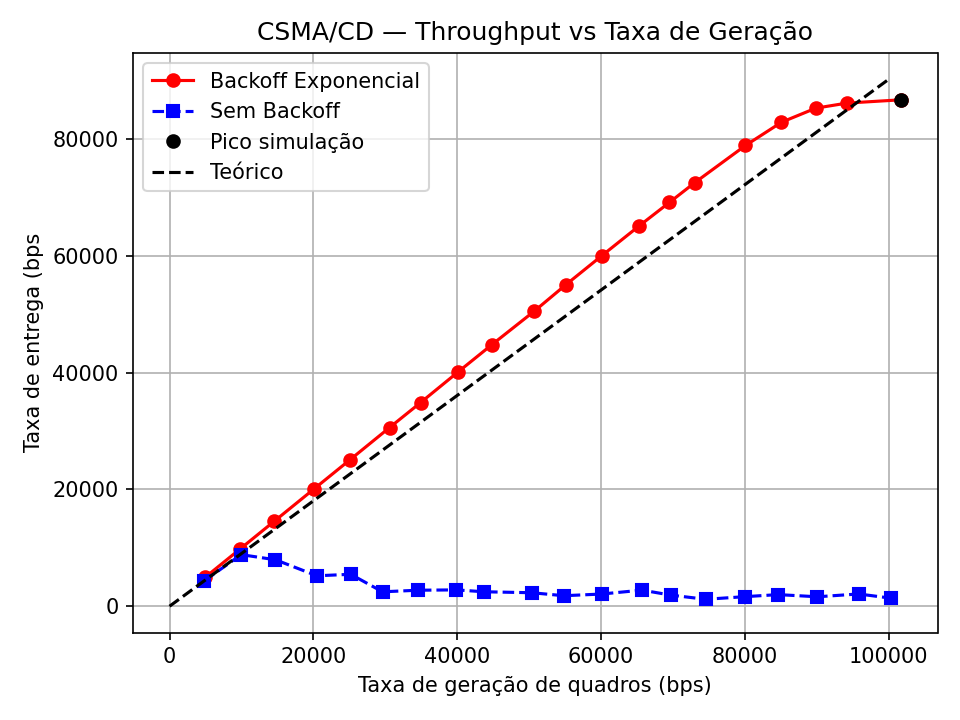 CSMA/CD — Throughput vs Taxa de Geração
Backoff Exponencial
Sem Backoff
Pico simulação
Teórico
Taxa de entrega (bps
80000
60000
40000
20000
0
0 20000 40000 60000 80000 100000
Taxa de geração de quadros (bps)